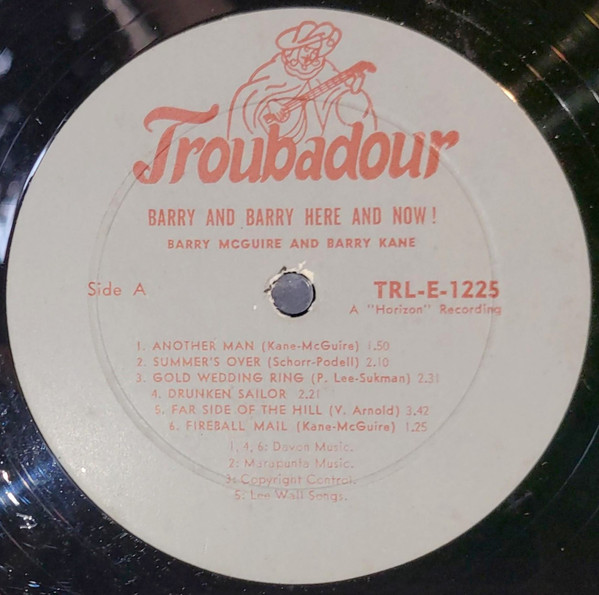 Troubadour
BARRY AND BARRY HERE AND NOW!
BARRY MCGUIRE AND BARRY KANE
Side A
TRL-E-1225
A "Horizon" Recording
1. ANOTHER MAN (Kane-McGuire) 1.50
2. SUMMER'S OVER (Schorr-Podell) 2.10
3. GOLD WEDDING RING (P. Lee-Sukman) 2.31
4. DRUNKEN SAILOR 2.21
5. FAR SIDE OF THE HILL (V. Arnold) 3.42
6. FIREBALL MAIL (Kane-McGuire) 1.25
1, 4, 6: Davon Music.
2: Marapunta Music.
3: Copyright Control.
5: Lee Wall Songs.